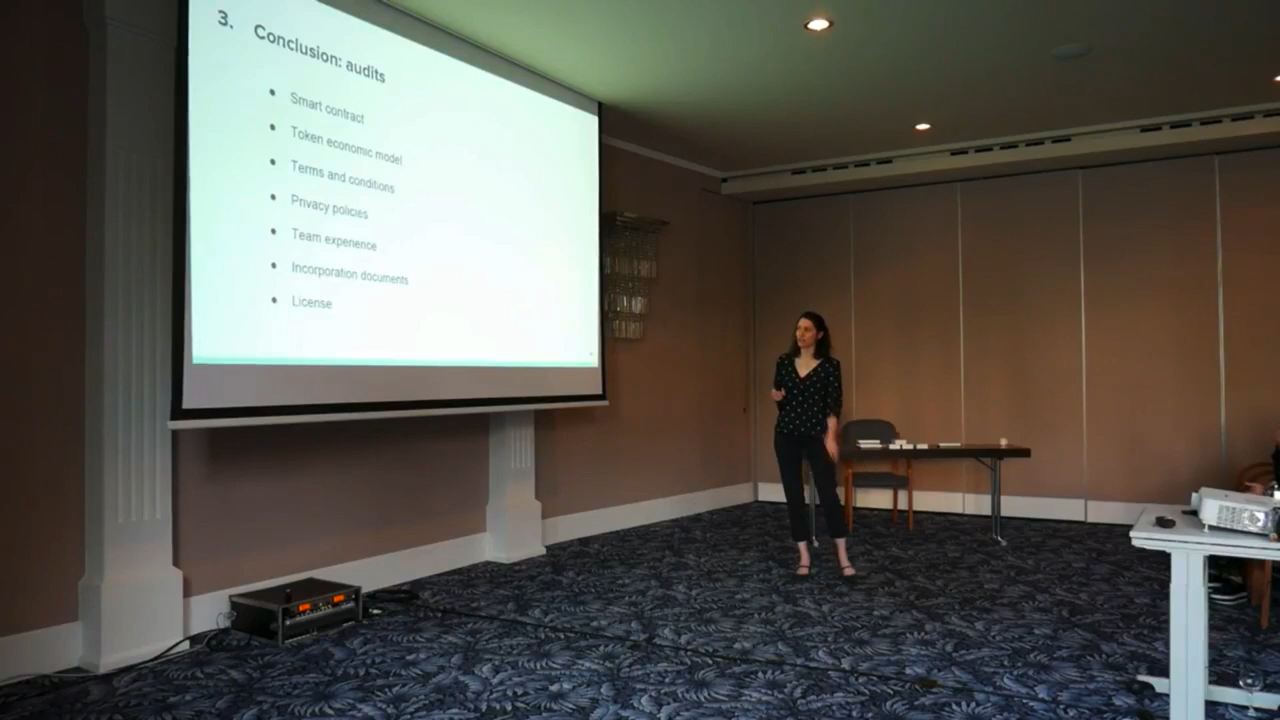 3. Conclusion: audits
• Smart contract
• Token economic model
• Terms and conditions
• Privacy policies
• Team experience
• Incorporation documents
• License